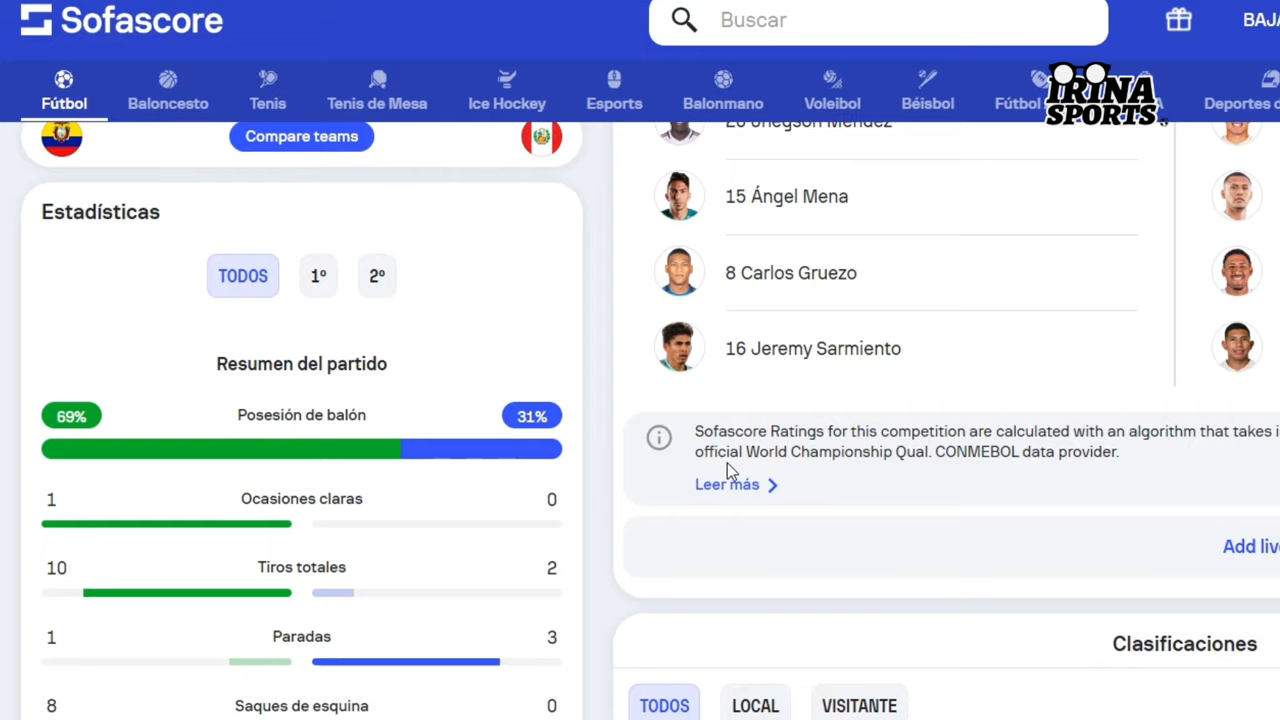 Sofascore
Buscar
Fútbol
Baloncesto
Tenis
Tenis de Mesa
Ice Hockey
Esports
Balonmano
Voleibol
Béisbol
Fútbol
IRINA
SPORTS
Deportes
Compare teams
Estadísticas
TODOS 1º 2º
Resumen del partido
69% Posesión de balón 31%
1 Ocasiones claras 0
10 Tiros totales 2
1 Paradas 3
8 Saques de esquina 0
15 Ángel Mena
8 Carlos Gruezo
16 Jeremy Sarmiento
Sofascore Ratings for this competition are calculated with an algorithm that takes
official World Championship Qual. CONMEBOL data provider.
Leer más
Add
Clasificaciones
TODOS LOCAL VISITANTE